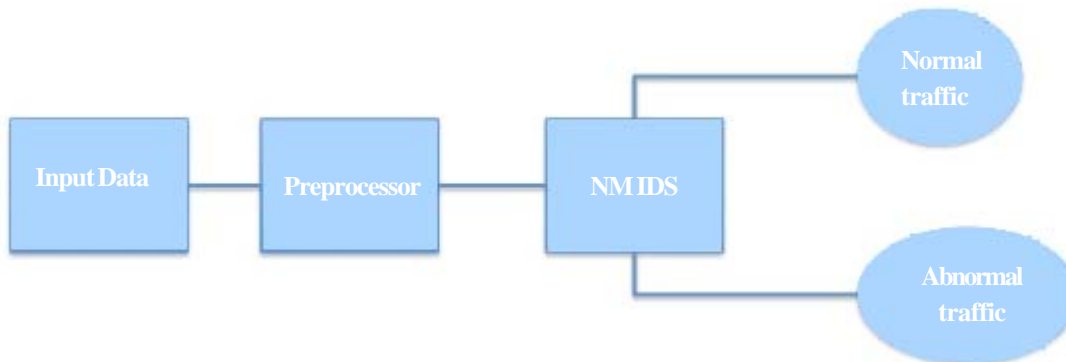 Normal
traffic
Input Data
Preprocessor
NM IDS
Abnormal
traffic